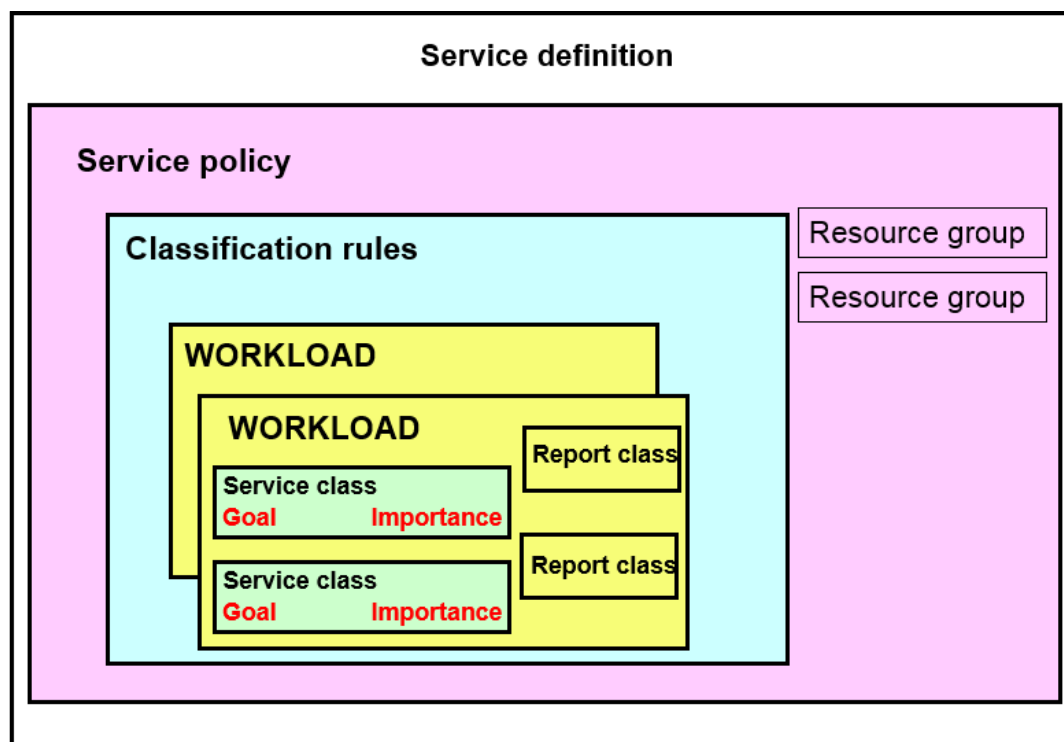 Service definition
Service policy
Resource group
Classification rules
Resource group
WORKLOAD
WORKLOAD
Report class
Service class
Goal Importance
Report class
Service class
Goal Importance